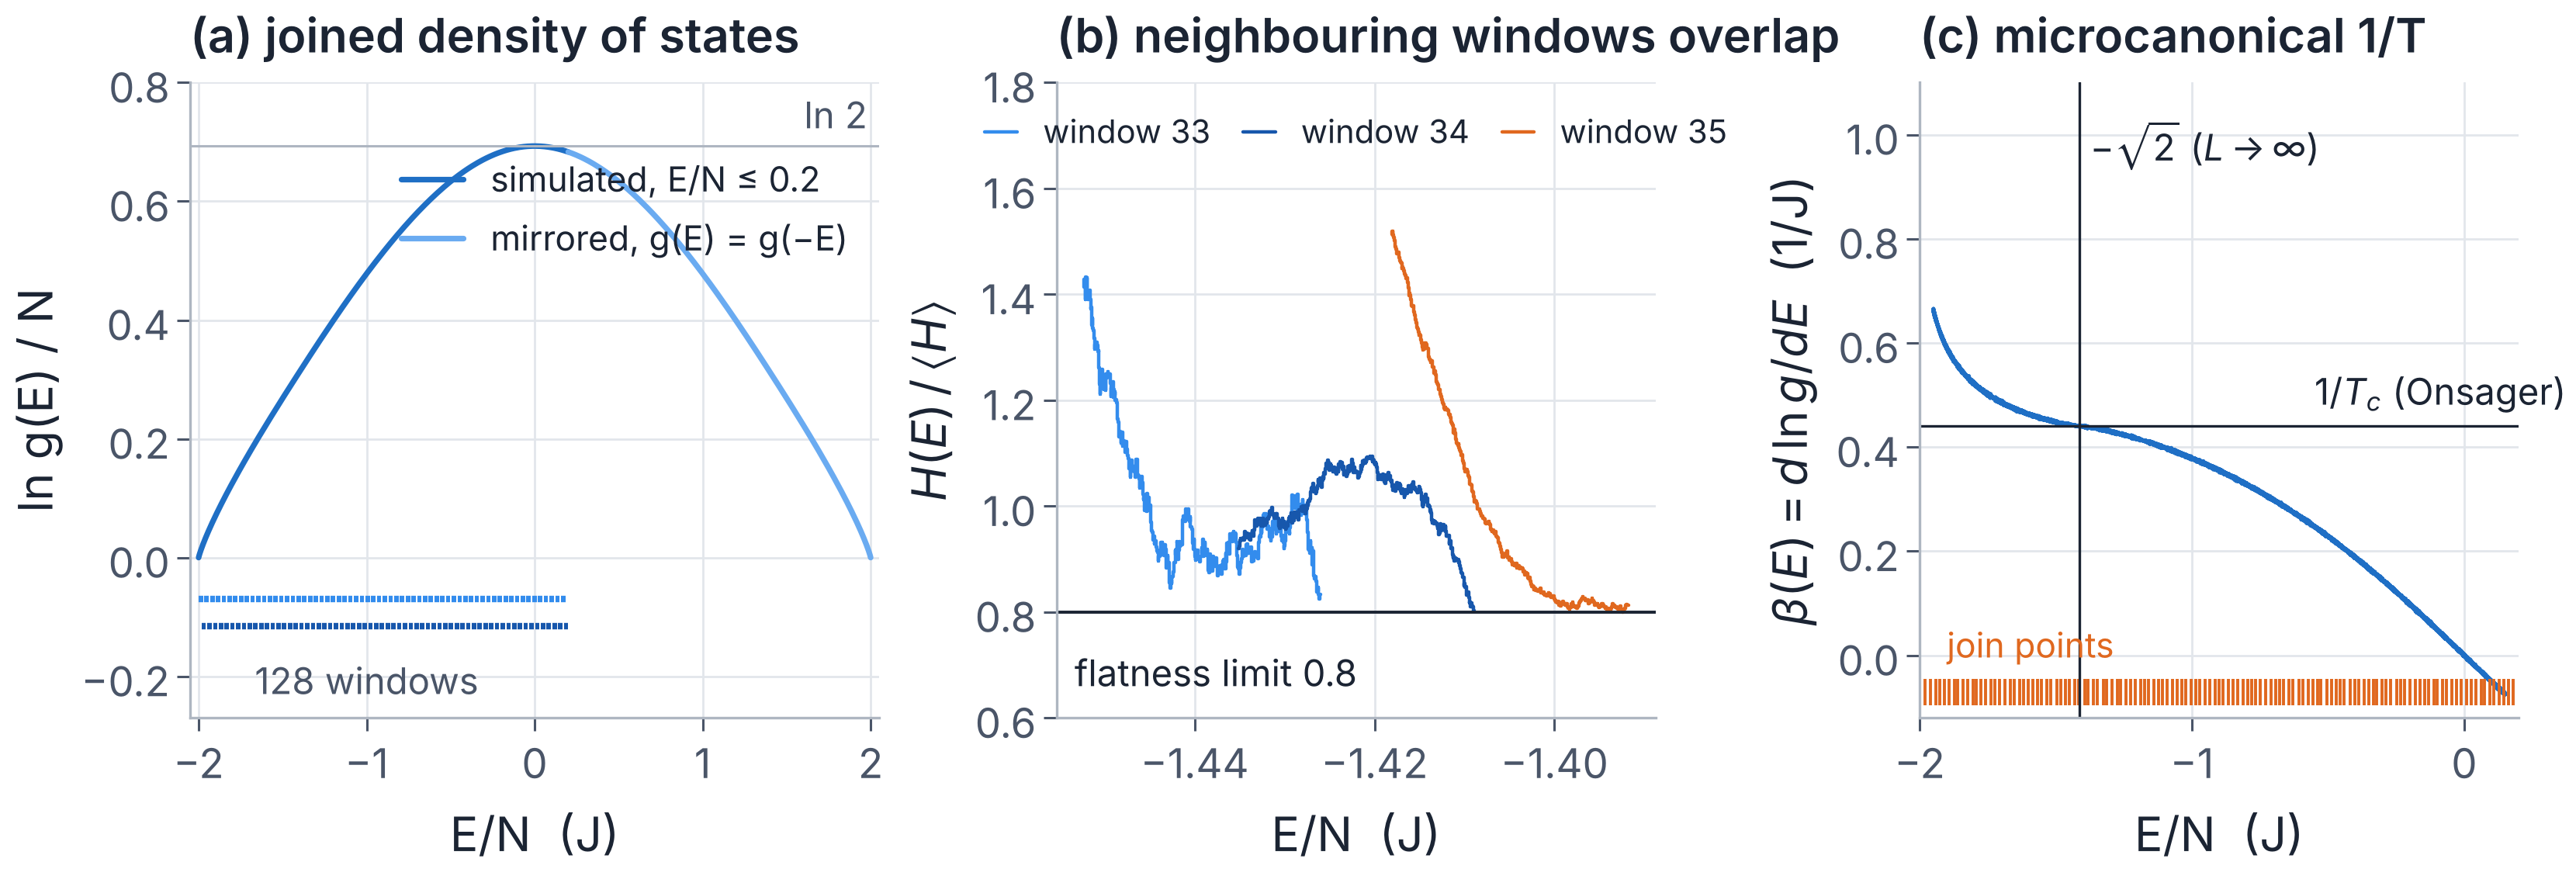 (a) joined density of states
0.8
0.6
0.4
0.2
0.0
−0.2
ln g(E) / N
ln 2
simulated, E/N ≤ 0.2
mirrored, g(E) = g(−E)
128 windows
−2
−1
0
1
2
E/N (J)
(b) neighbouring windows overlap
1.8
1.6
1.4
1.2
1.0
0.8
0.6
H(E) / ⟨H⟩
window 33
window 34
window 35
flatness limit 0.8
−1.44
−1.42
−1.40
E/N (J)
(c) microcanonical 1/T
1.0
0.8
0.6
0.4
0.2
0.0
β(E) = d ln g/dE (1/J)
−√2 (L → ∞)
1/T_c (Onsager)
join points
−2
−1
0
E/N (J)